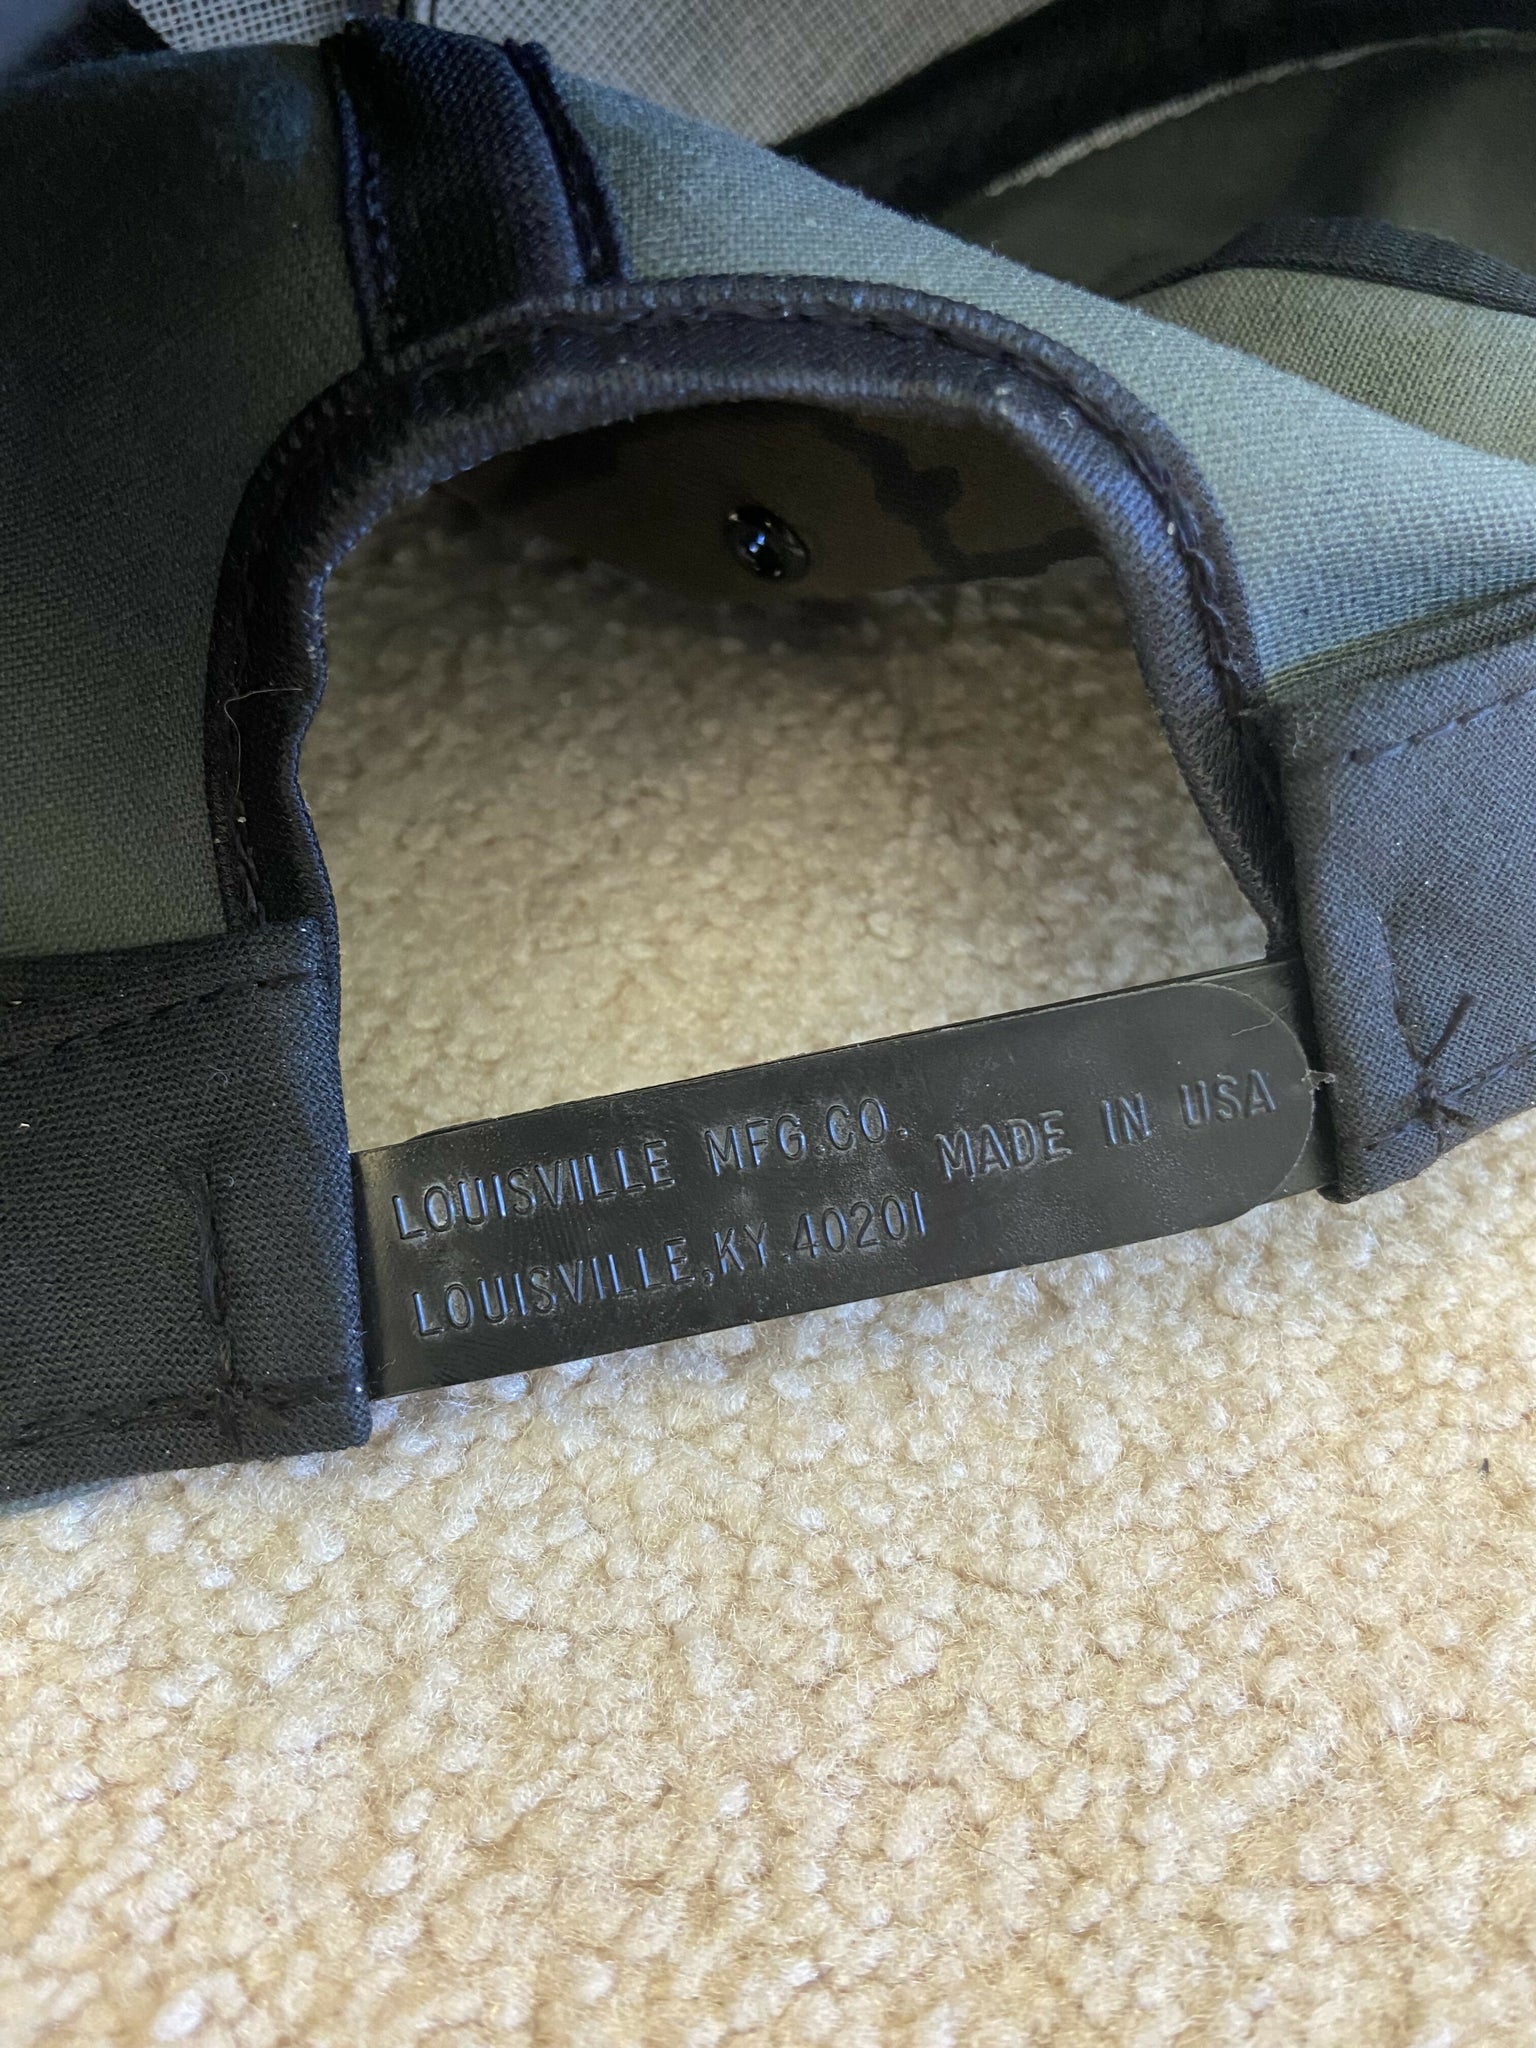 LOUISVILLE MFG.CO. MADE IN USA
LOUISVILLE,KY.40201